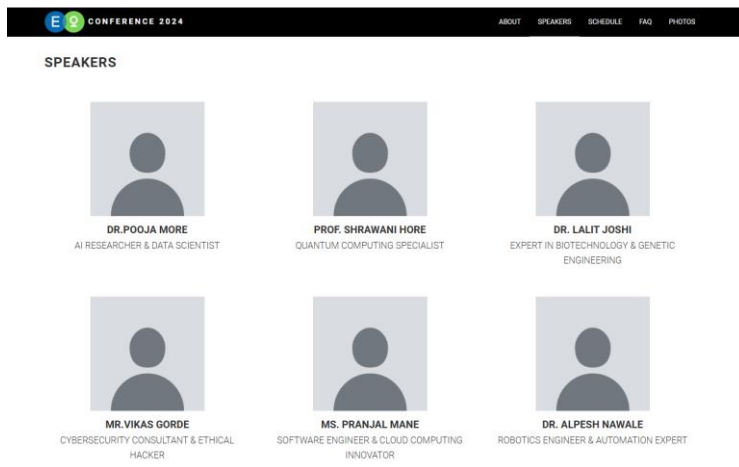 E CONFERENCE 2024
ABOUT SPEAKERS SCHEDULE FAQ PHOTOS
SPEAKERS
DR.POOJA MORE
AI RESEARCHER & DATA SCIENTIST
PROF. SHRAWANI HORE
QUANTUM COMPUTING SPECIALIST
DR. LALIT JOSHI
EXPERT IN BIOTECHNOLOGY & GENETIC
ENGINEERING
MR.VIKAS GORDE
CYBERSECURITY CONSULTANT & ETHICAL
HACKER
MS. PRANJAL MANE
SOFTWARE ENGINEER & CLOUD COMPUTING
INNOVATOR
DR. ALPESH NAWALE
ROBOTICS ENGINEER & AUTOMATION EXPERT